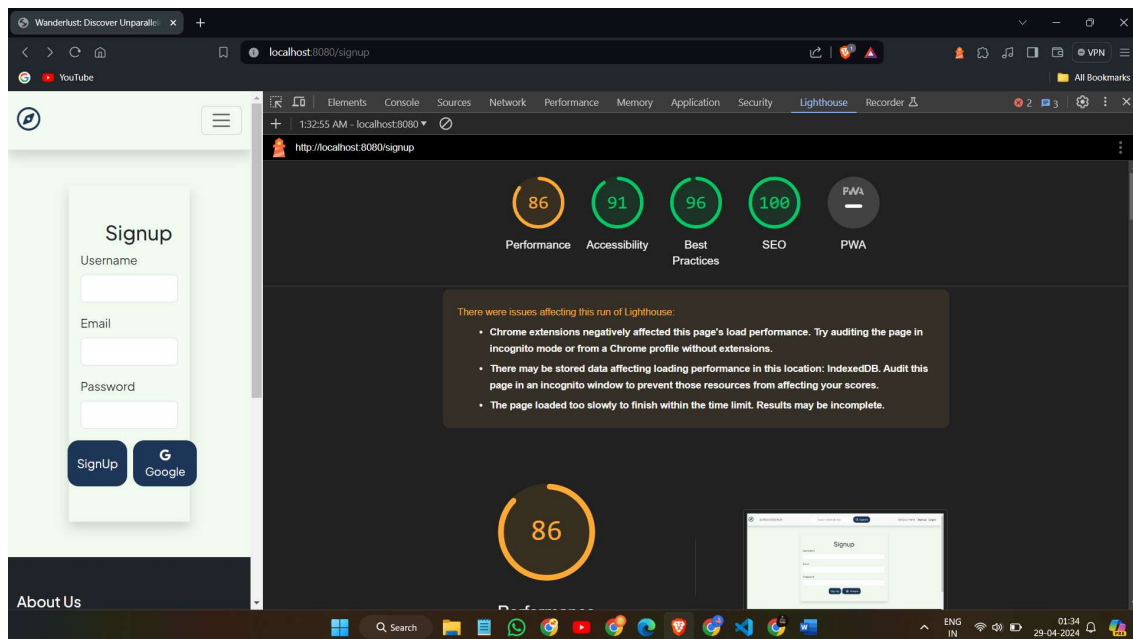 Wanderlust: Discover Unparallel
localhost:8080/signup
VPN
YouTube
All Bookmarks
Elements Console Sources Network Performance Memory Application Security Lighthouse Recorder
2 3
1:32:55 AM - localhost:8080
http://localhost:8080/signup
Signup
Username
Email
Password
SignUp
G
Google
About Us
86
91
96
100
PWA
Performance
Accessibility
Best
Practices
SEO
PWA
There were issues affecting this run of Lighthouse:
• Chrome extensions negatively affected this page's load performance. Try auditing the page in
incognito mode or from a Chrome profile without extensions.
• There may be stored data affecting loading performance in this location: IndexedDB. Audit this
page in an incognito window to prevent those resources from affecting your scores.
• The page loaded too slowly to finish within the time limit. Results may be incomplete.
86
Performance
Signup
Search
ENG
IN
01:34
29-04-2024